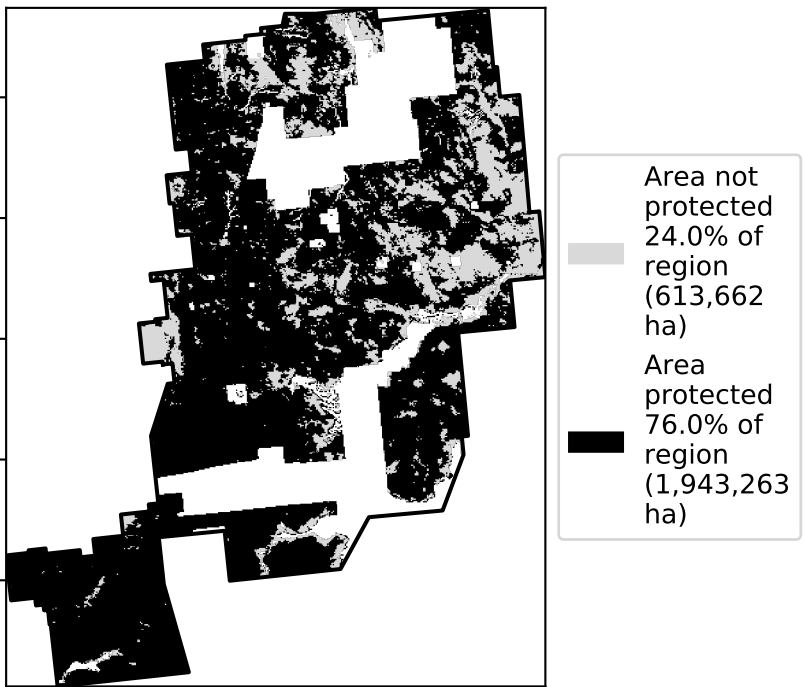 Area not
protected
24.0% of
region
(613,662
ha)
Area
protected
76.0% of
region
(1,943,263
ha)